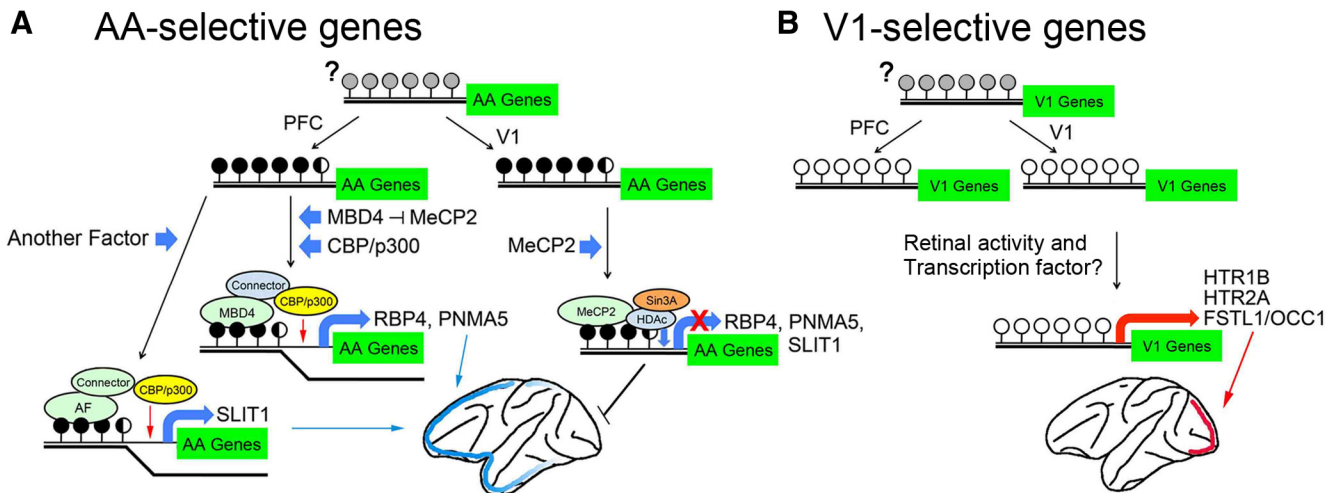 A AA-selective genes
? AA Genes
PFC V1
AA Genes AA Genes
Another Factor
MBD4 ⊣ MeCP2
CBP/p300
MeCP2
Connector
CBP/p300
MBD4
RBP4, PNMA5
AA Genes
Sin3A
MeCP2
HDAc
X
RBP4, PNMA5,
SLIT1
AA Genes
Connector
CBP/p300
AF
SLIT1
AA Genes
B V1-selective genes
? V1 Genes
PFC V1
V1 Genes V1 Genes
Retinal activity and
Transcription factor?
HTR1B
HTR2A
FSTL1/OCC1
V1 Genes